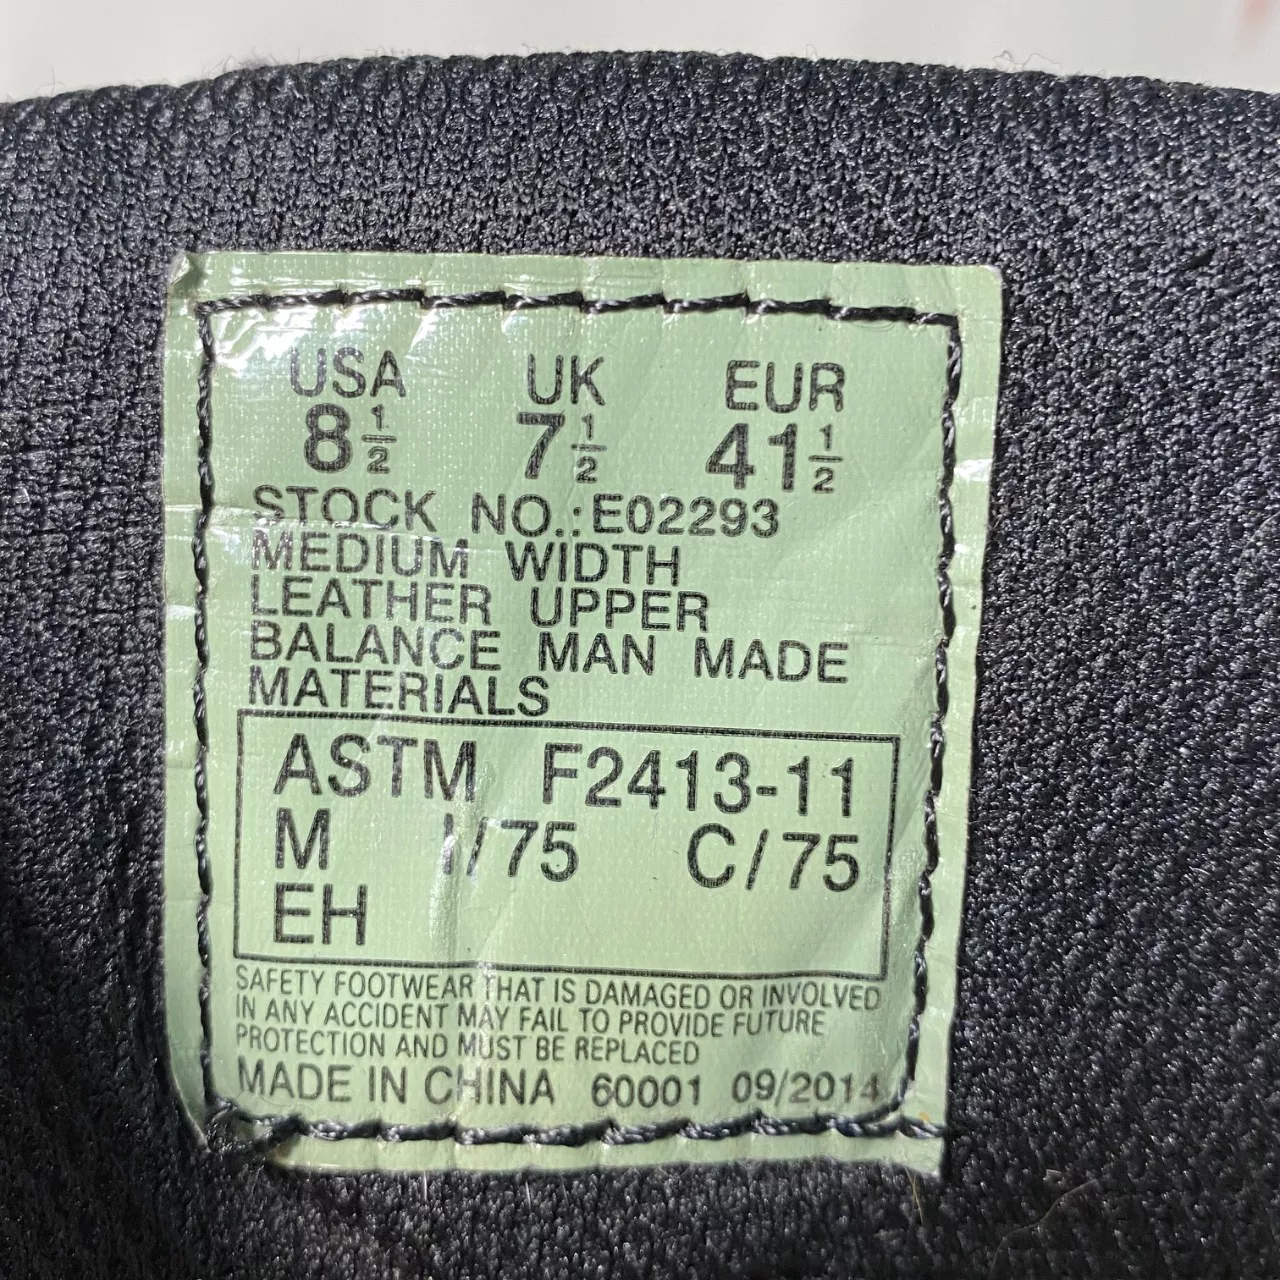 USA UK EUR
8½ 7½ 41½
STOCK NO.:E02293
MEDIUM WIDTH
LEATHER UPPER
BALANCE MAN MADE
MATERIALS
ASTM F2413-11
M I/75 C/75
EH
SAFETY FOOTWEAR THAT IS DAMAGED OR INVOLVED
IN ANY ACCIDENT MAY FAIL TO PROVIDE FUTURE
PROTECTION AND MUST BE REPLACED
MADE IN CHINA 60001 09/2014